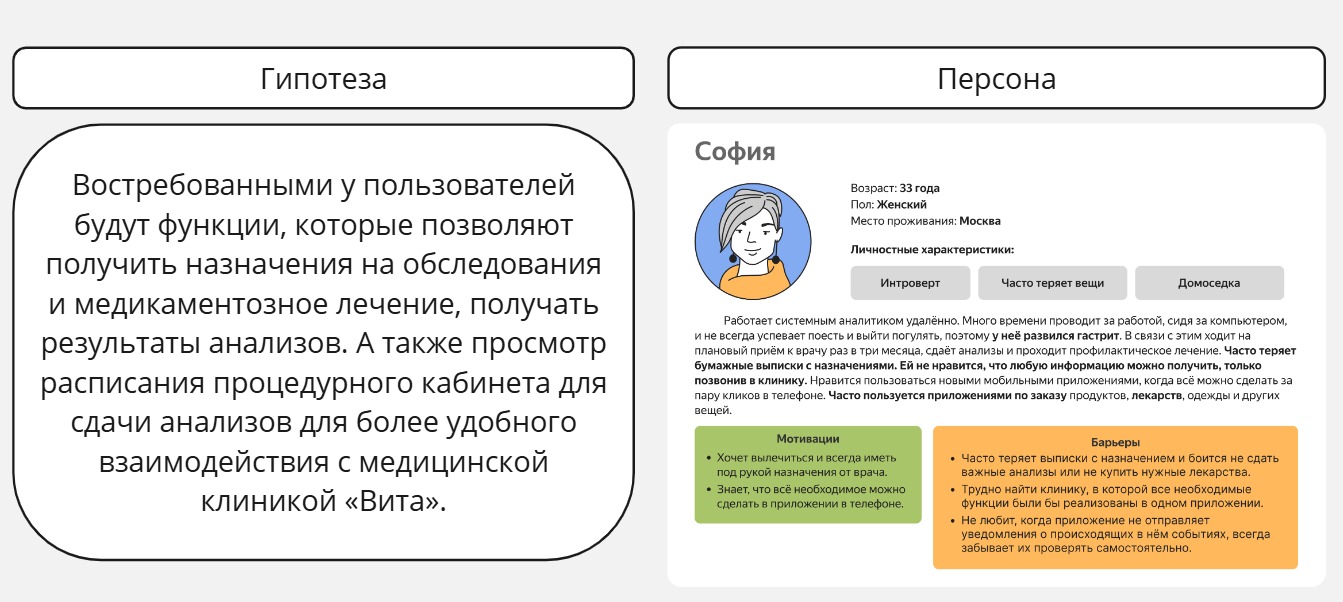 Гипотеза
Востребованными у пользователей
будут функции, которые позволяют
получить назначения на обследования
и медикаментозное лечение, получать
результаты анализов. А также просмотр
расписания процедурного кабинета для
сдачи анализов для более удобного
взаимодействия с медицинской
клиникой «Вита».
Персона
София
Возраст: 33 года
Пол: Женский
Место проживания: Москва
Личностные характеристики:
Интроверт
Часто теряет вещи
Домоседка
Работает системным аналитиком удалённо. Много времени проводит за работой, сидя за компьютером,
и не всегда успевает поесть и выйти погулять, поэтому у неё развился гастрит. В связи с этим ходит на
плановый приём к врачу раз в три месяца, сдаёт анализы и проходит профилактическое лечение. Часто теряет
бумажные выписки с назначениями. Ей не нравится, что любую информацию можно получить, только
позвонив в клинику. Нравится пользоваться новыми мобильными приложениями, когда всё можно сделать за
пару кликов в телефоне. Часто пользуется приложениями по заказу продуктов, лекарств, одежды и других
вещей.
Мотивации
• Хочет вылечиться и всегда иметь
под рукой назначения от врача.
• Знает, что всё необходимое можно
сделать в приложении в телефоне.
Барьеры
• Часто теряет выписки с назначением и боится не сдать
важные анализы или не купить нужные лекарства.
• Трудно найти клинику, в которой все необходимые
функции были бы реализованы в одном приложении.
• Не любит, когда приложение не отправляет
уведомления о происходящих в нём событиях, всегда
забывает их проверять самостоятельно.